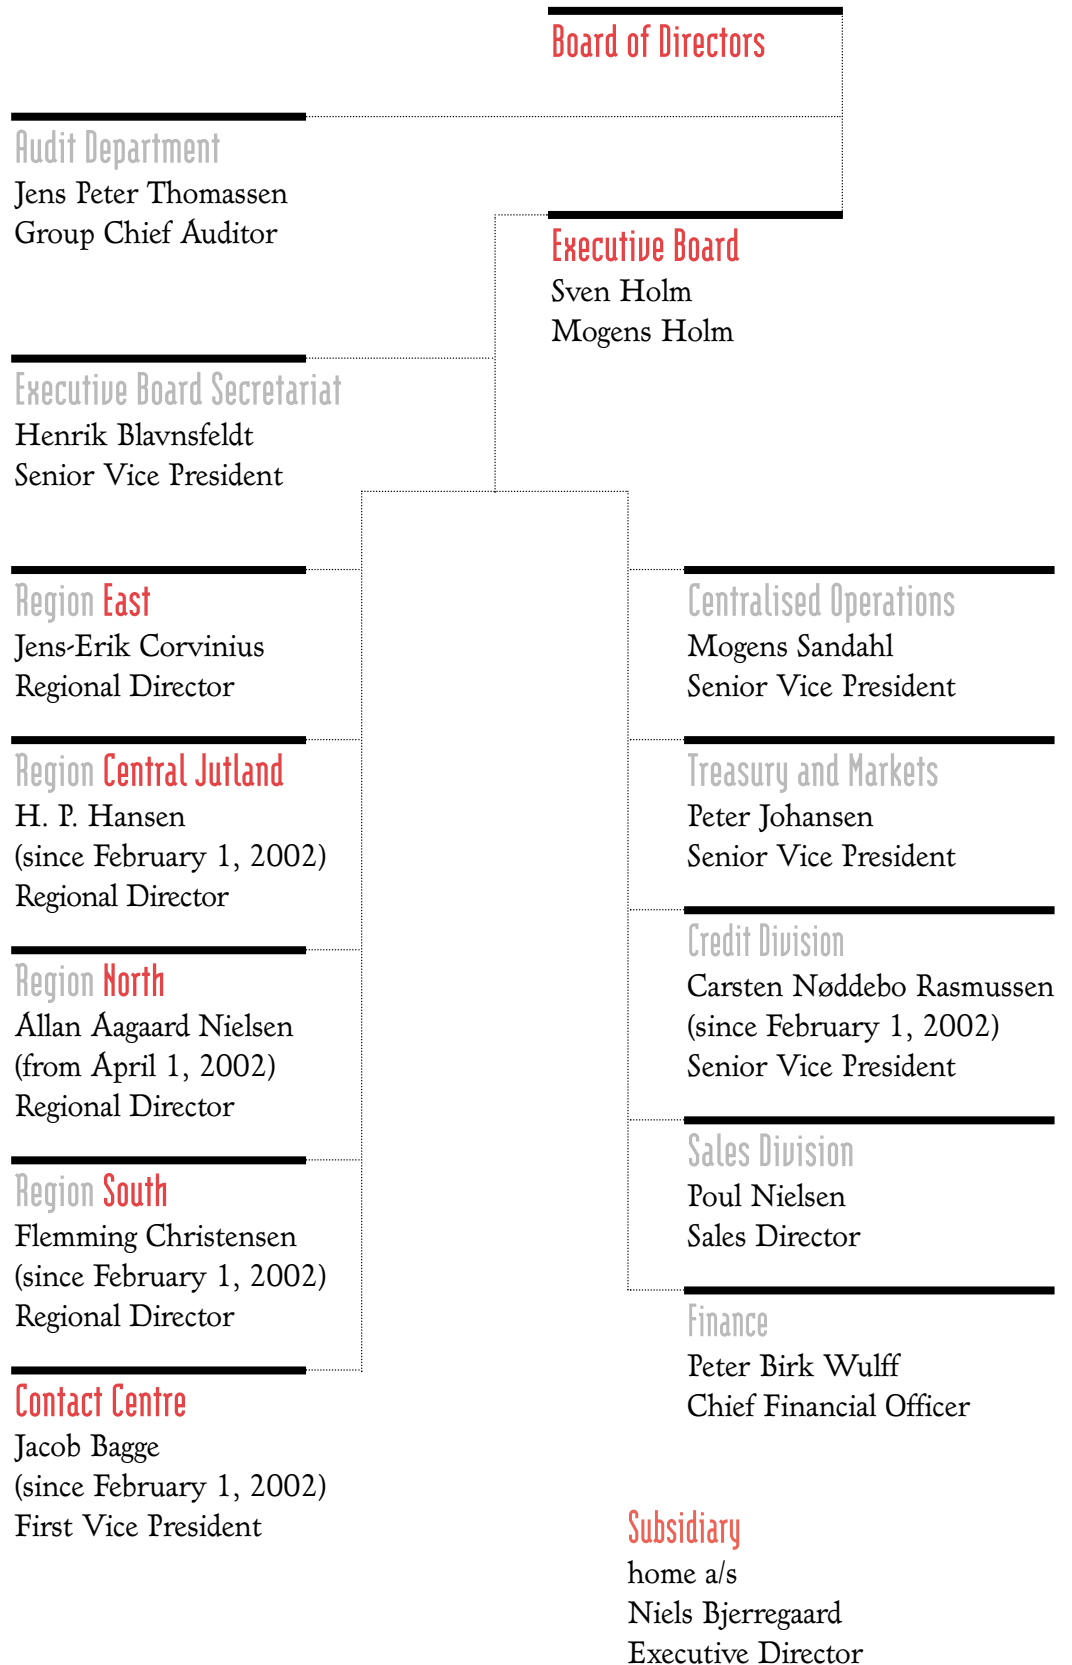 Board of Directors
Audit Department
Jens Peter Thomassen
Group Chief Auditor
Executive Board
Sven Holm
Mogens Holm
Executive Board Secretariat
Henrik Blavnsfeldt
Senior Vice President
Region East
Jens-Erik Corvinius
Regional Director
Region Central Jutland
H. P. Hansen
(since February 1, 2002)
Regional Director
Region North
Allan Aagaard Nielsen
(from April 1, 2002)
Regional Director
Region South
Flemming Christensen
(since February 1, 2002)
Regional Director
Contact Centre
Jacob Bagge
(since February 1, 2002)
First Vice President
Centralised Operations
Mogens Sandahl
Senior Vice President
Treasury and Markets
Peter Johansen
Senior Vice President
Credit Division
Carsten Nøddebo Rasmussen
(since February 1, 2002)
Senior Vice President
Sales Division
Poul Nielsen
Sales Director
Finance
Peter Birk Wulff
Chief Financial Officer
Subsidiary
home a/s
Niels Bjerregaard
Executive Director